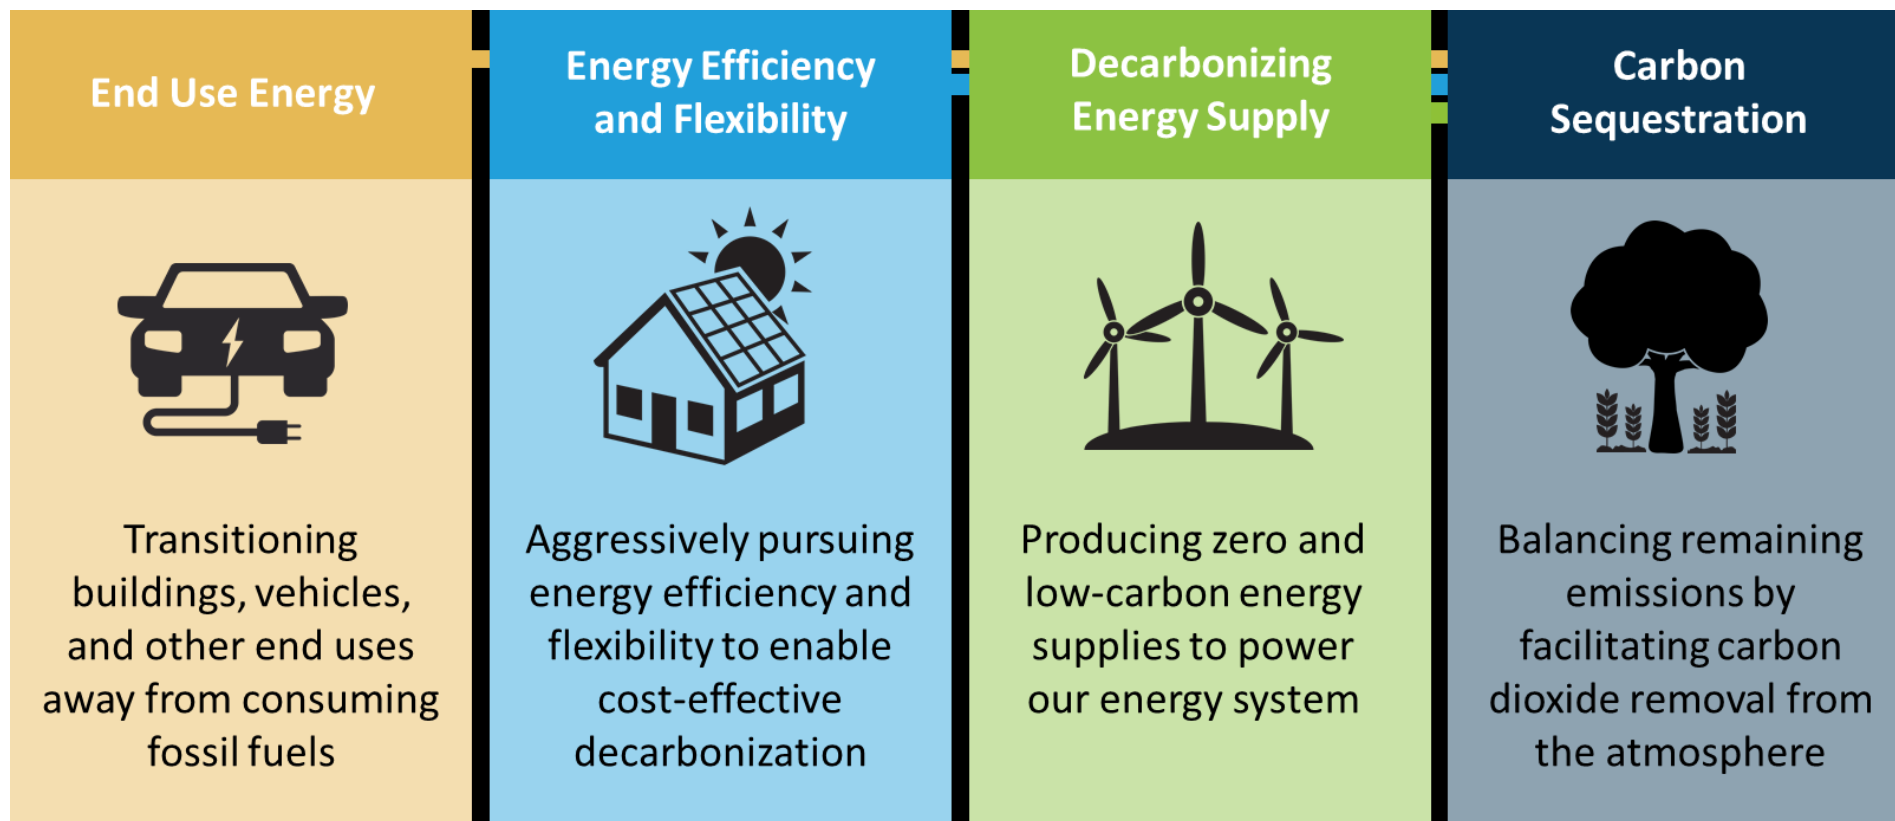 End Use Energy
Energy Efficiency
and Flexibility
Decarbonizing
Energy Supply
Carbon
Sequestration
Transitioning
buildings, vehicles,
and other end uses
away from consuming
fossil fuels
Aggressively pursuing
energy efficiency and
flexibility to enable
cost-effective
decarbonization
Producing zero and
low-carbon energy
supplies to power
our energy system
Balancing remaining
emissions by
facilitating carbon
dioxide removal from
the atmosphere